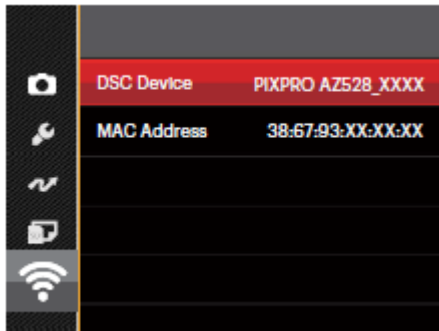 DSC Device PIXPRO AZ528_XXXX
MAC Address 38:67:93:XX:XX:XX